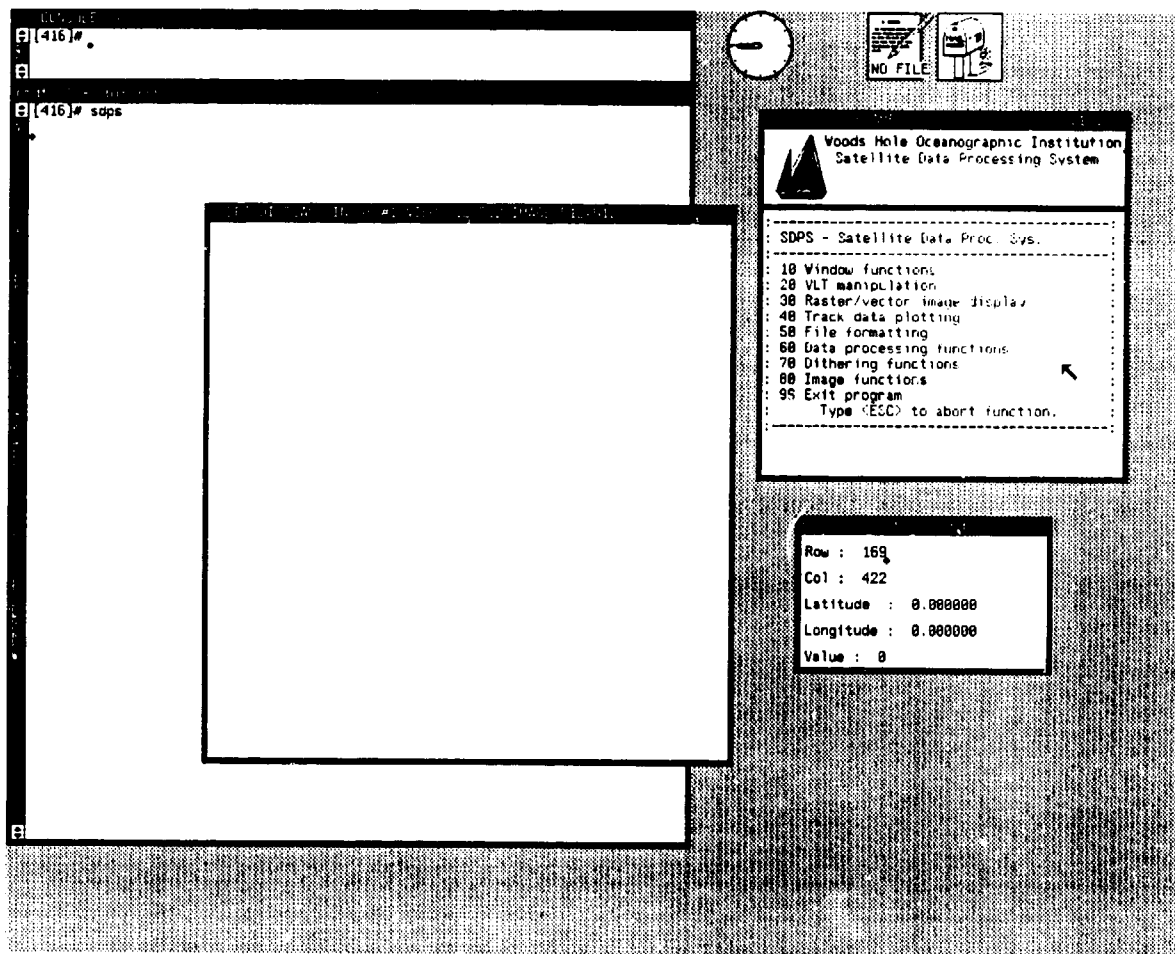 [416]#
[416]# sdps
NO FILE
Woods Hole Oceanographic Institution
Satellite Data Processing System
SDPS - Satellite Data Proc. Sys.
10 Window functions
20 VLT manipulation
30 Raster/vector image display
40 Track data plotting
50 File formatting
60 Data processing functions
70 Dithering functions
80 Image functions
99 Exit program
Type <ESC> to abort function.
Row : 169
Col : 422
Latitude : 0.000000
Longitude : 0.000000
Value : 0